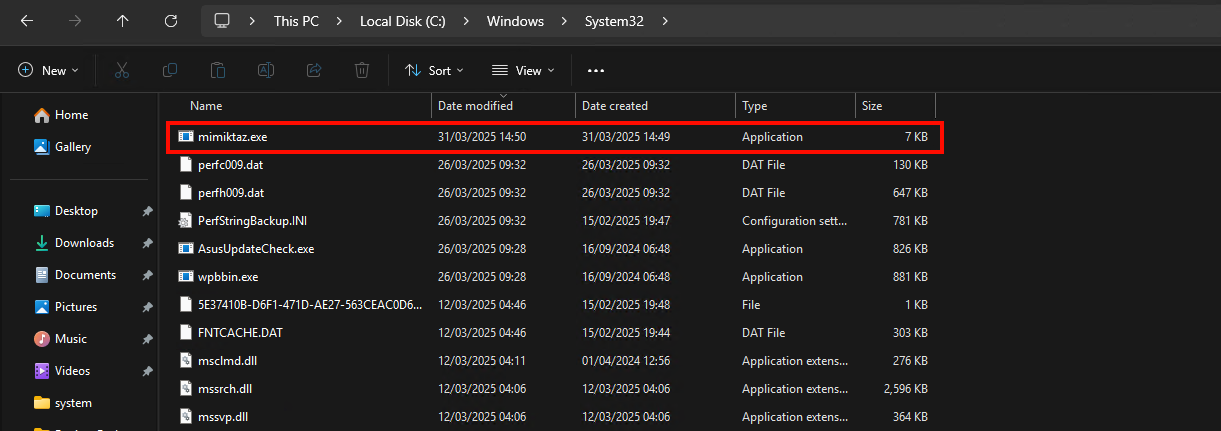 This PC > Local Disk (C:) > Windows > System32 >
New Sort View ...
Name Date modified Date created Type Size
Home
Gallery
Desktop
Downloads
Documents
Pictures
Music
Videos
system
mimiktaz.exe 31/03/2025 14:50 31/03/2025 14:49 Application 7 KB
perfc009.dat 26/03/2025 09:32 26/03/2025 09:32 DAT File 130 KB
perfh009.dat 26/03/2025 09:32 26/03/2025 09:32 DAT File 647 KB
PerfStringBackup.INI 26/03/2025 09:32 15/02/2025 19:47 Configuration sett... 781 KB
AsusUpdateCheck.exe 26/03/2025 09:28 16/09/2024 06:48 Application 826 KB
wpbbin.exe 26/03/2025 09:28 16/09/2024 06:48 Application 881 KB
5E37410B-D6F1-471D-AE27-563CEAC0D6... 12/03/2025 04:46 15/02/2025 19:48 File 1 KB
FNTCACHE.DAT 12/03/2025 04:46 15/02/2025 19:44 DAT File 303 KB
msclmd.dll 12/03/2025 04:11 01/04/2024 12:56 Application extens... 276 KB
mssrch.dll 12/03/2025 04:06 12/03/2025 04:06 Application extens... 2,596 KB
mssvp.dll 12/03/2025 04:06 12/03/2025 04:06 Application extens... 364 KB